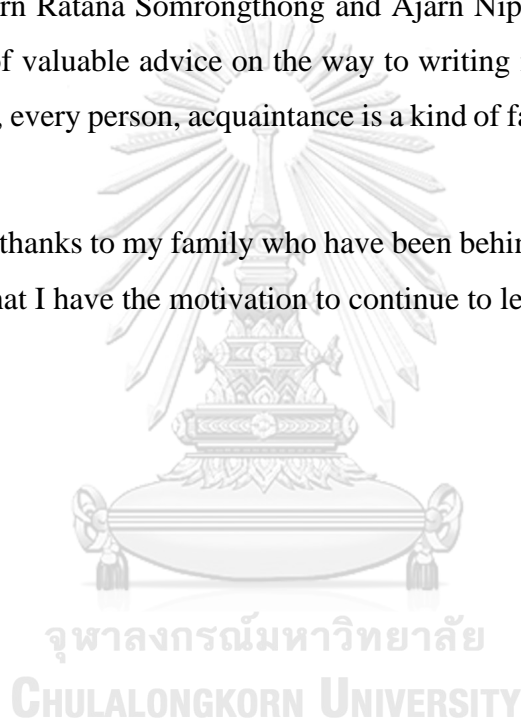 rn Ratana Somrongthong and Ajarn Nip
of valuable advice on the way to writing
, every person, acquaintance is a kind of fa
thanks to my family who have been behin
hat I have the motivation to continue to le
จุฬาลงกรณ์มหาวิทยาลัย
CHULALONGKORN UNIVERSITY